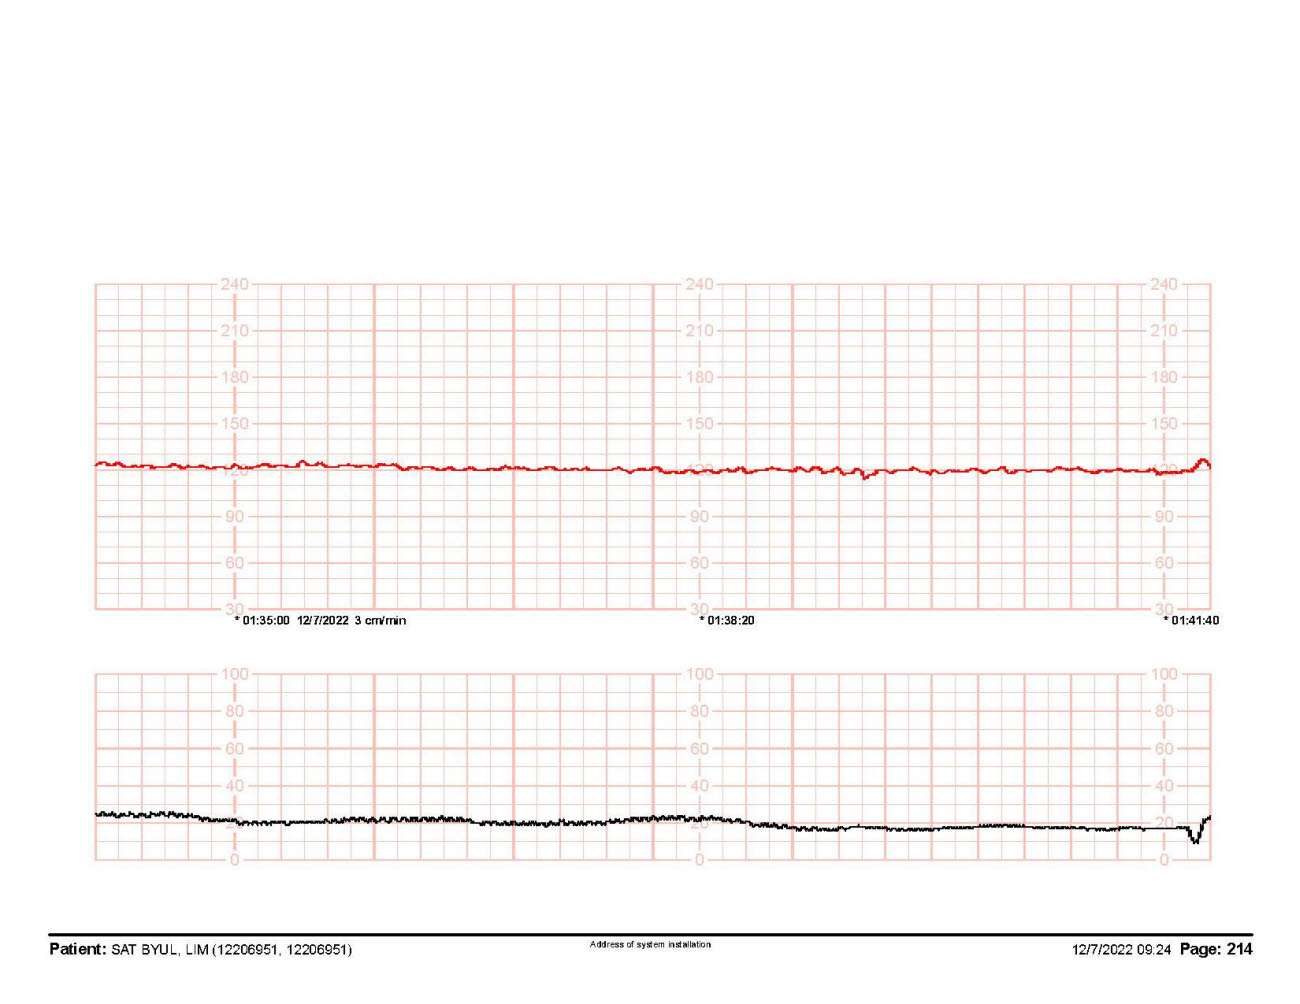 240 240 240
210 210 210
180 180 180
150 150 150
120 120 120
90 90 90
60 60 60
30 30 30
* 01:35:00 12/7/2022 3 cm/min * 01:38:20 * 01:41:40
100 100 100
80 80 80
60 60 60
40 40 40
20 20 20
0 0 0
Patient: SAT BYUL, LIM (12206951, 12206951) Address of system installation 12/7/2022 09:24 Page: 214